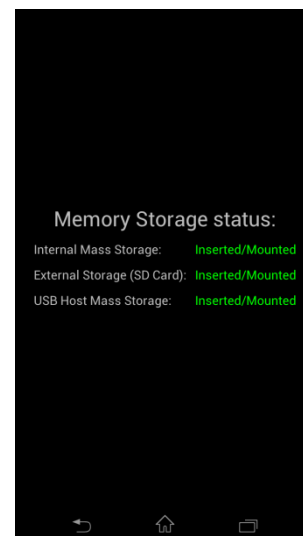 Memory Storage status:
Internal Mass Storage: Inserted/Mounted
External Storage (SD Card): Inserted/Mounted
USB Host Mass Storage: Inserted/Mounted